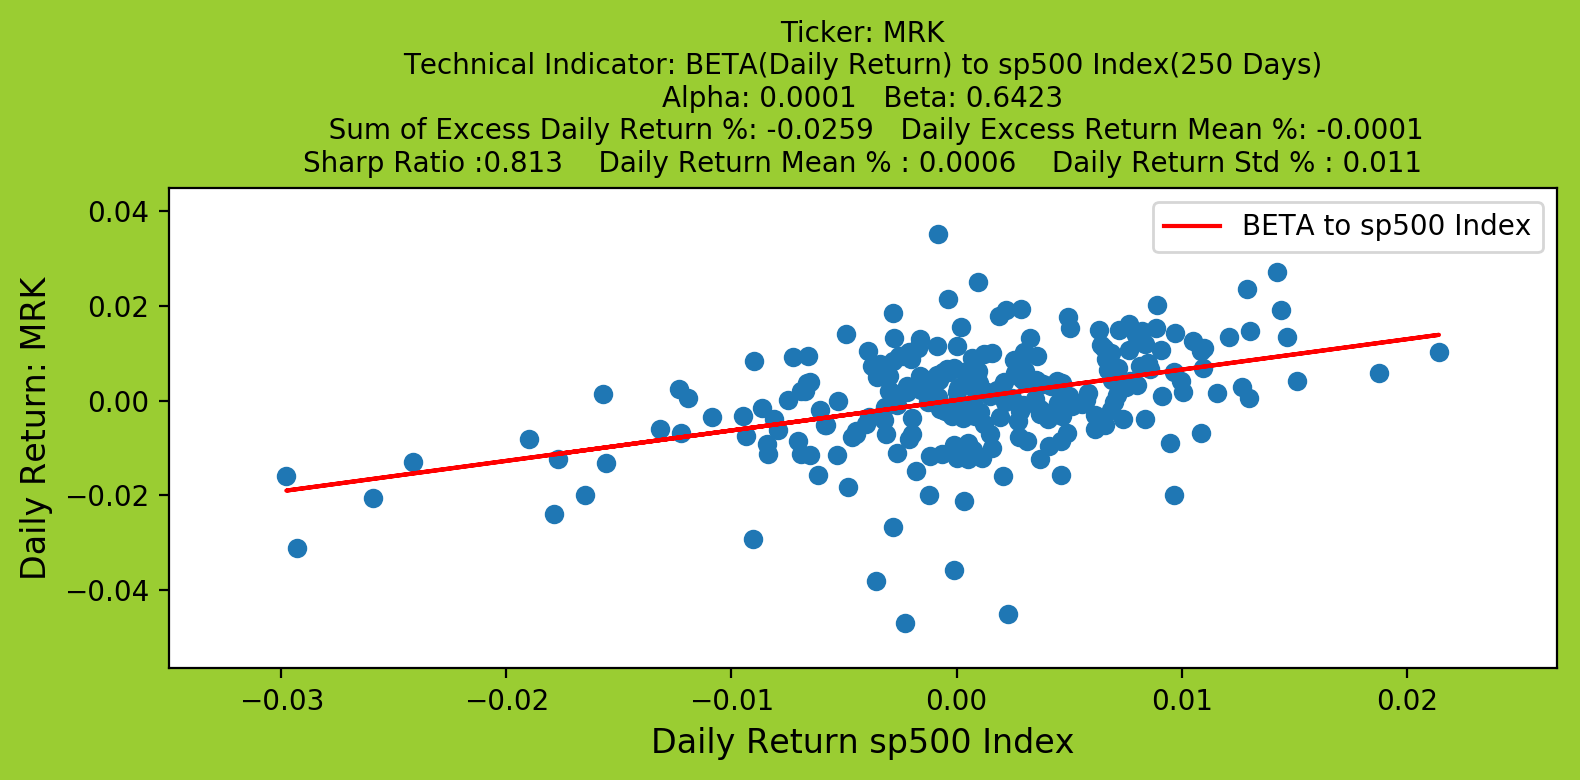 Ticker: MRK
Technical Indicator: BETA(Daily Return) to sp500 Index(250 Days)
Alpha: 0.0001 Beta: 0.6423
Sum of Excess Daily Return %: -0.0259 Daily Excess Return Mean %: -0.0001
Sharp Ratio :0.813 Daily Return Mean % : 0.0006 Daily Return Std % : 0.011
BETA to sp500 Index
Daily Return: MRK
0.04
0.02
0.00
−0.02
−0.04
−0.03
−0.02
−0.01
0.00
0.01
0.02
Daily Return sp500 Index